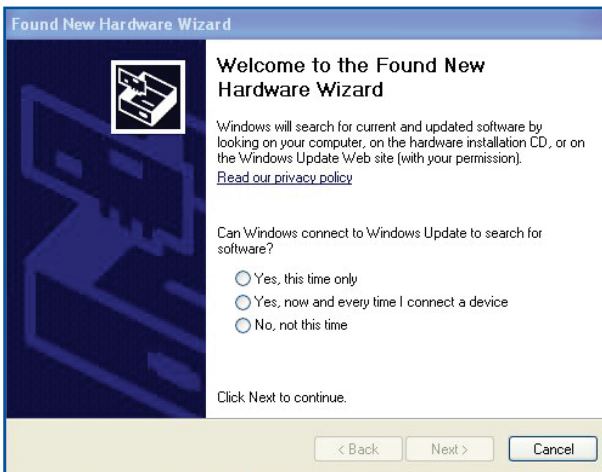 Found New Hardware Wizard
Welcome to the Found New
Hardware Wizard
Windows will search for current and updated software by
looking on your computer, on the hardware installation CD, or on
the Windows Update Web site (with your permission).
Read our privacy policy
Can Windows connect to Windows Update to search for
software?
Yes, this time only
Yes, now and every time I connect a device
No, not this time
Click Next to continue.
< Back Next > Cancel